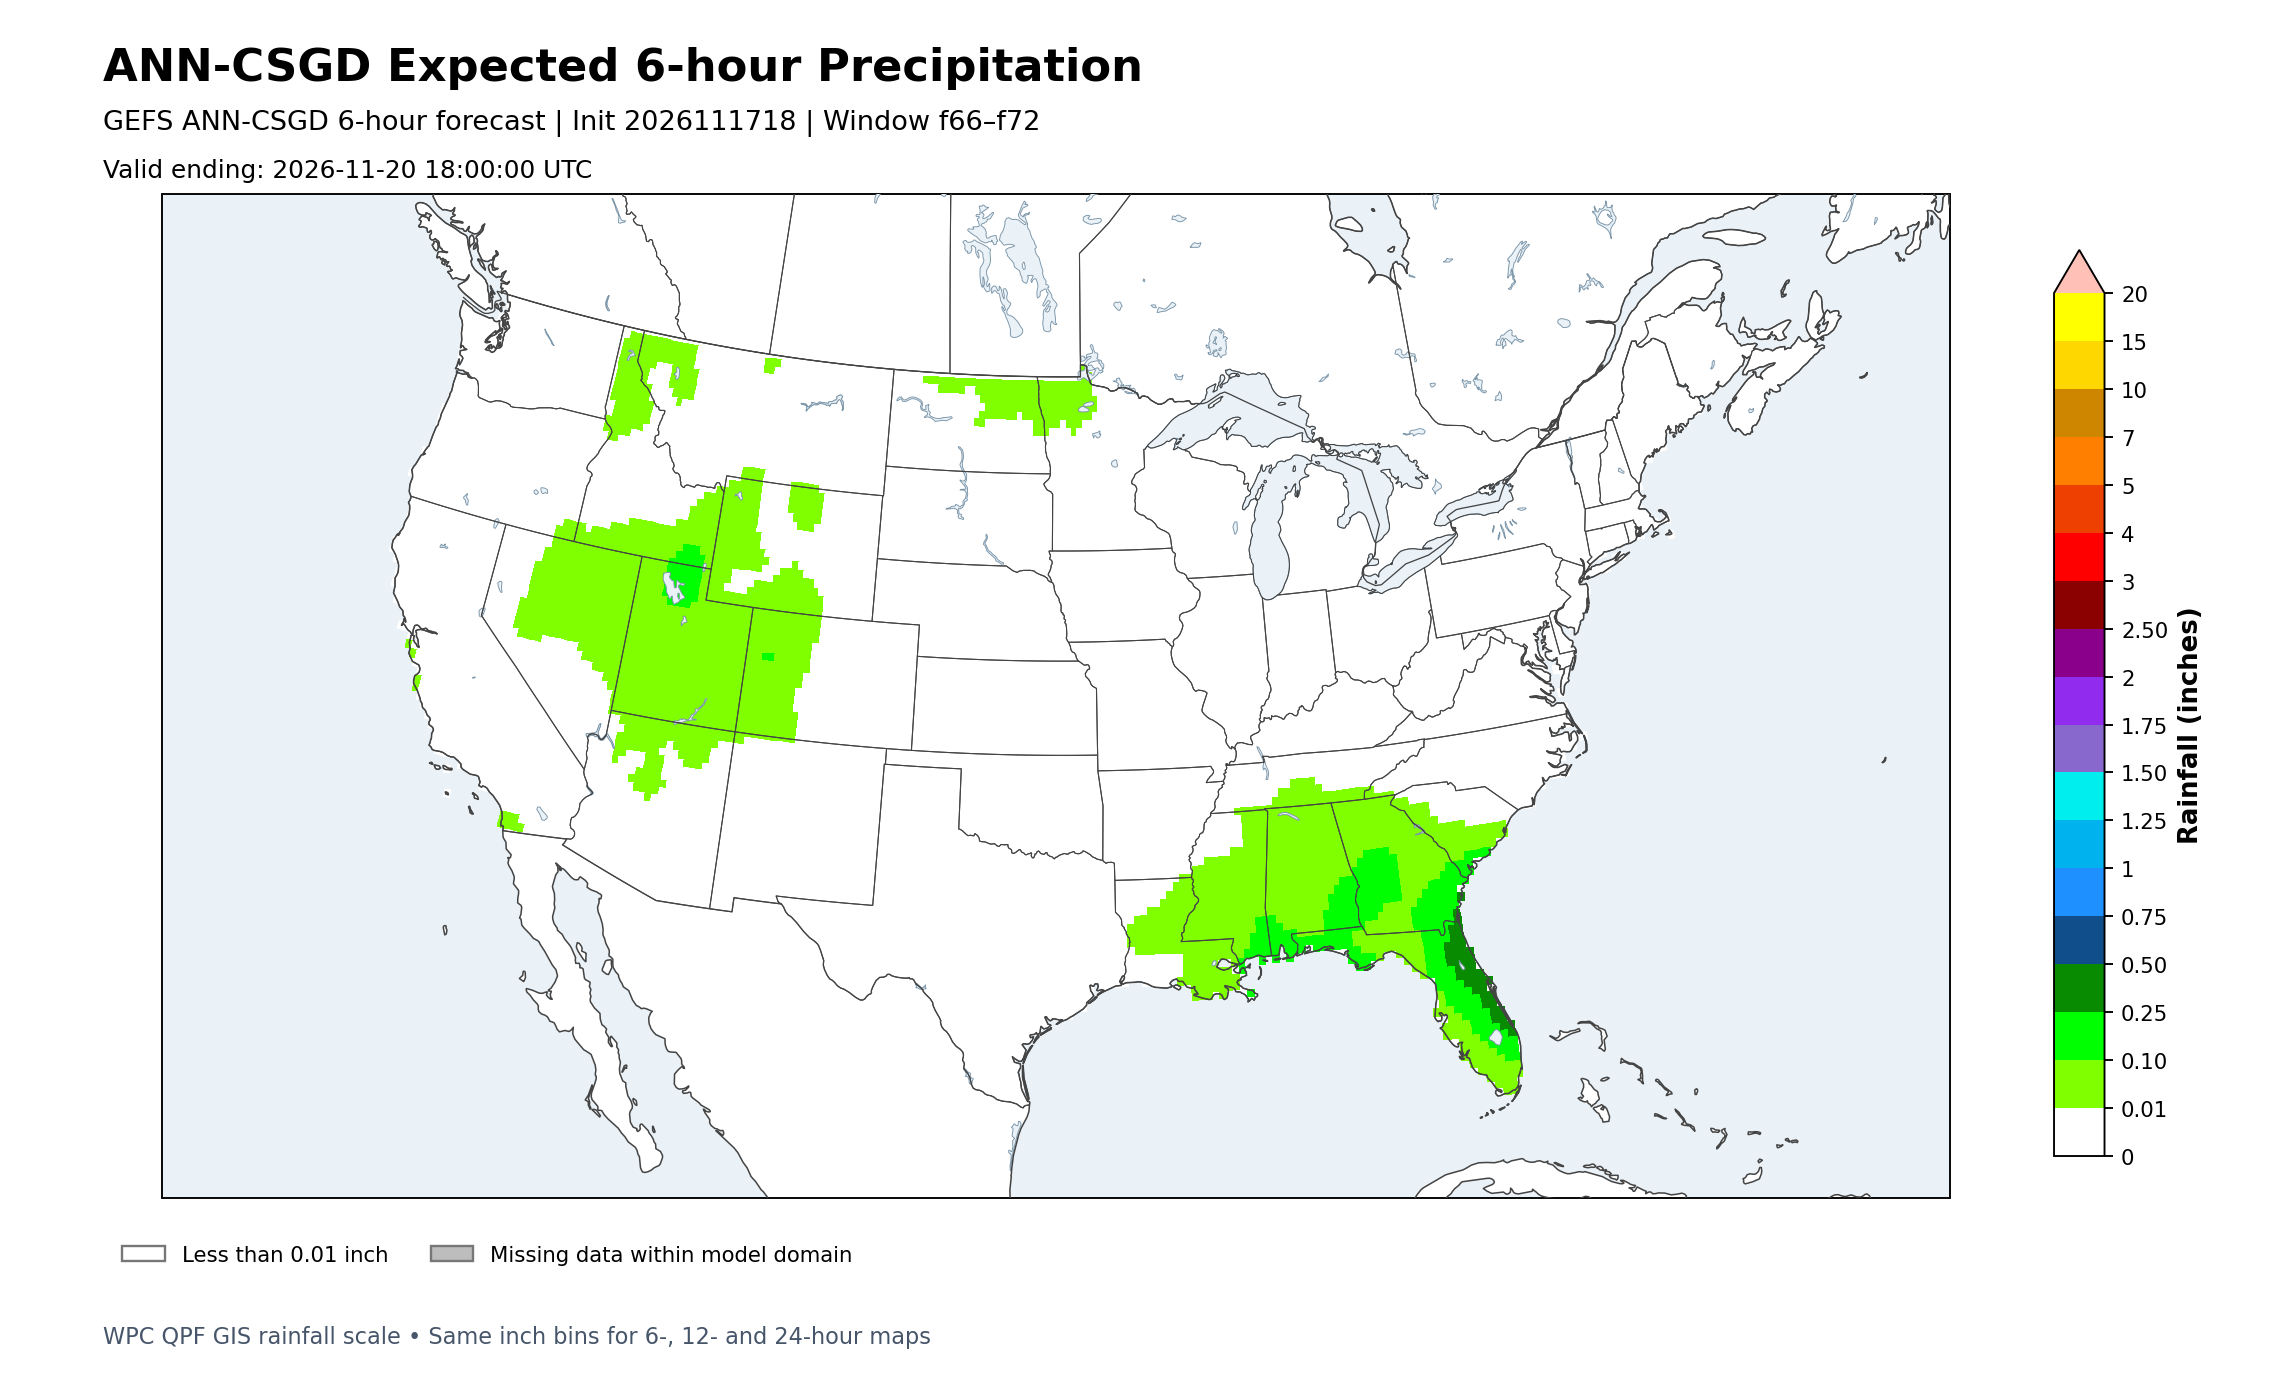 ANN-CSGD Expected 6-hour Precipitation
GEFS ANN-CSGD 6-hour forecast | Init 2026111718 | Window f66–f72
Valid ending: 2026-11-20 18:00:00 UTC
20
15
10
7
5
4
3
2.50
2
1.75
1.50
1.25
1
0.75
0.50
0.25
0.10
0.01
0
Rainfall (inches)
Less than 0.01 inch
Missing data within model domain
WPC QPF GIS rainfall scale • Same inch bins for 6-, 12- and 24-hour maps